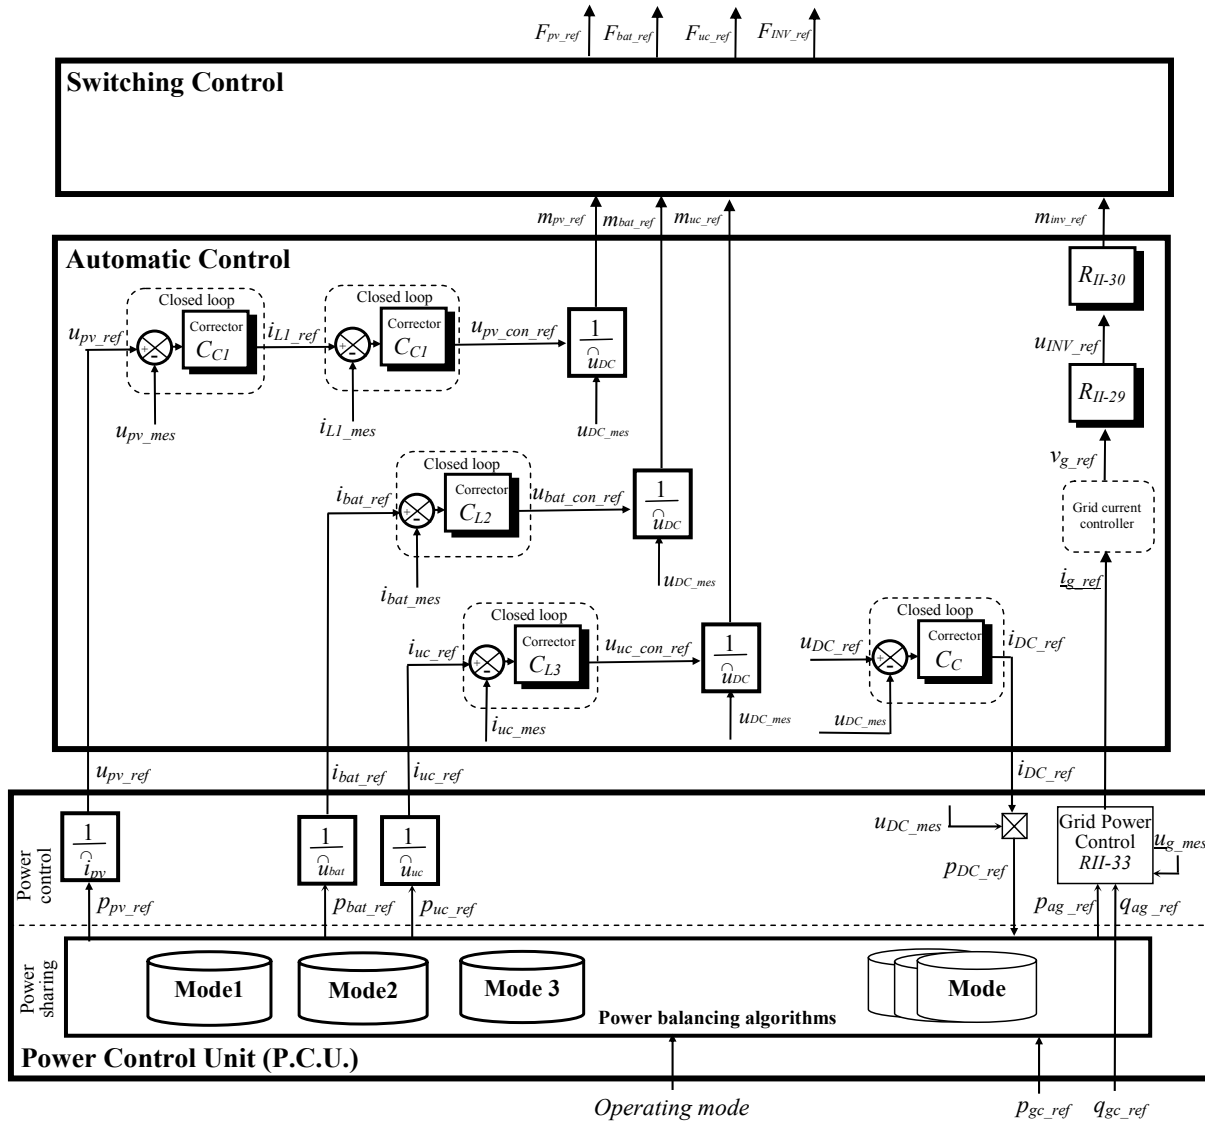 F_pv_ref F_bat_ref F_uc_ref F_INV_ref
Switching Control
m_pv_ref m_bat_ref m_uc_ref m_inv_ref
Automatic Control
Closed loop
Closed loop
R_II-30
u_pv_ref
+
-
Corrector
C_C1
i_L1_ref
+
-
Corrector
C_C1
u_pv_con_ref
1
u_DC
u_INV_ref
R_II-29
u_pv_mes
i_L1_mes
u_DC_mes
v_g_ref
Closed loop
i_bat_ref
+
-
Corrector
C_L2
u_bat_con_ref
1
u_DC
Grid current
controller
i_bat_mes
u_DC_mes
i_g_ref
Closed loop
Closed loop
i_uc_ref
+
-
Corrector
C_L3
u_uc_con_ref
1
u_DC
u_DC_ref
+
-
Corrector
C_C
i_DC_ref
i_uc_mes
u_DC_mes
u_DC_mes
u_pv_ref
i_bat_ref
i_uc_ref
i_DC_ref
Power
control
1
i_pv
1
u_bat
1
u_uc
u_DC_mes
Grid Power
Control
RII-33
u_g_mes
p_pv_ref
p_bat_ref
p_uc_ref
p_DC_ref
p_ag_ref
q_ag_ref
Power
sharing
Mode1
Mode2
Mode 3
Mode
Power balancing algorithms
Power Control Unit (P.C.U.)
Operating mode
p_gc_ref
q_gc_ref